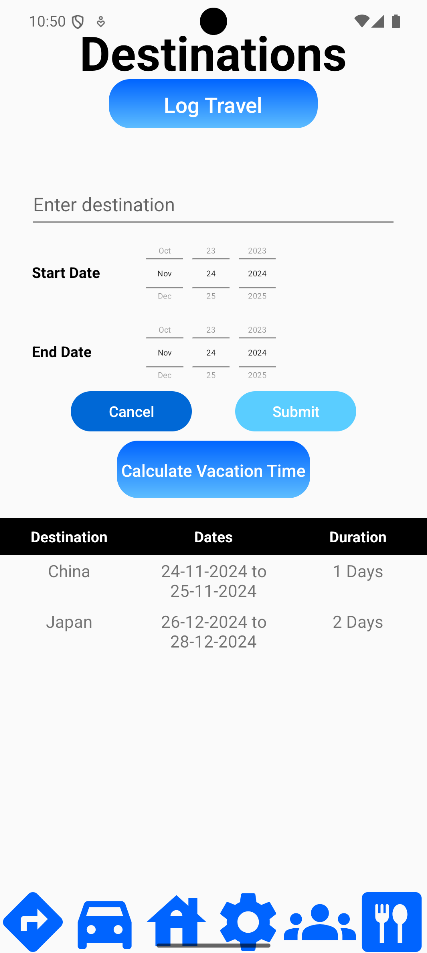 10:50
Destinations
Log Travel
Enter destination
Oct 23 2023
Start Date Nov 24 2024
Dec 25 2025
Oct 23 2023
End Date Nov 24 2024
Dec 25 2025
Cancel Submit
Calculate Vacation Time
Destination Dates Duration
China 24-11-2024 to 1 Days
25-11-2024
Japan 26-12-2024 to 2 Days
28-12-2024